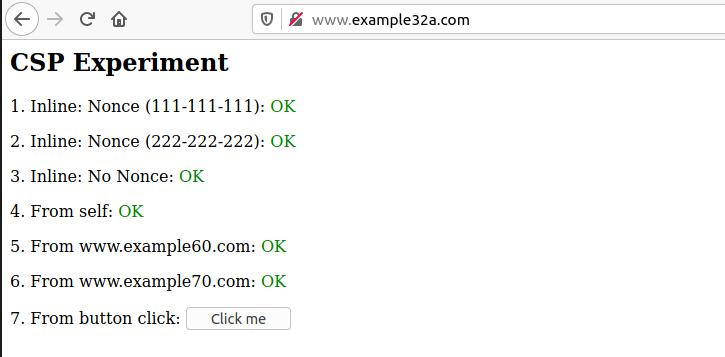 www.example32a.com
CSP Experiment
1. Inline: Nonce (111-111-111): OK
2. Inline: Nonce (222-222-222): OK
3. Inline: No Nonce: OK
4. From self: OK
5. From www.example60.com: OK
6. From www.example70.com: OK
7. From button click: Click me